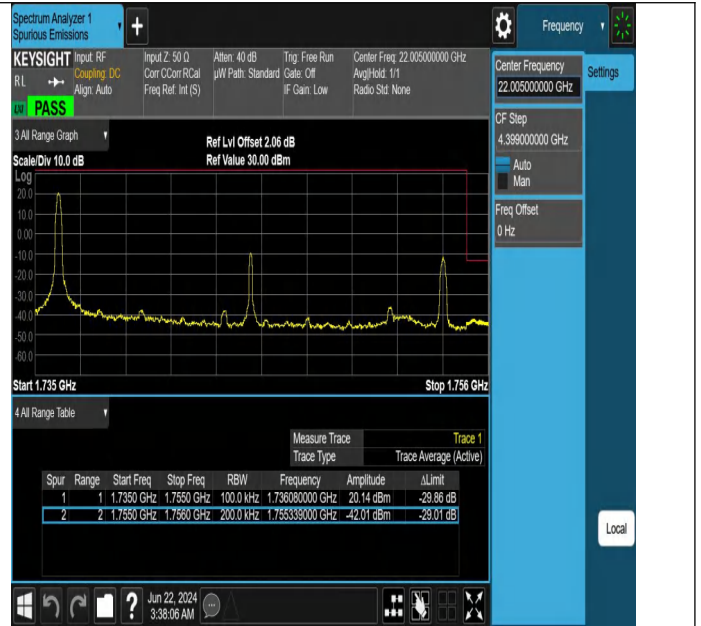 Spectrum Analyzer 1
Spurious Emissions
+
Frequency
KEYSIGHT Input: RF Input Z: 50 Ω Atten: 40 dB Trig: Free Run Center Freq: 22.005000000 GHz
RL Coupling: DC Corr CCorr RCal µW Path: Standard Gate: Off Avg|Hold: 1/1
Align: Auto Freq Ref: Int (S) IF Gain: Low Radio Std: None
PASS
Center Frequency
22.005000000 GHz
Settings
CF Step
4.399000000 GHz
Auto
Man
Freq Offset
0 Hz
3 All Range Graph
Ref Lvl Offset 2.06 dB
Scale/Div 10.0 dB Ref Value 30.00 dBm
Log
20.0
10.0
0.00
-10.0
-20.0
-30.0
-40.0
-50.0
-60.0
Start 1.735 GHz Stop 1.756 GHz
4 All Range Table
Measure Trace Trace 1
Trace Type Trace Average (Active)
Spur Range Start Freq Stop Freq RBW Frequency Amplitude ΔLimit
1 1 1.7350 GHz 1.7550 GHz 100.0 kHz 1.736080000 GHz 20.14 dBm -29.86 dB
2 2 1.7550 GHz 1.7560 GHz 200.0 kHz 1.755339000 GHz -42.01 dBm -29.01 dB
Local
?
Jun 22, 2024
3:38:06 AM